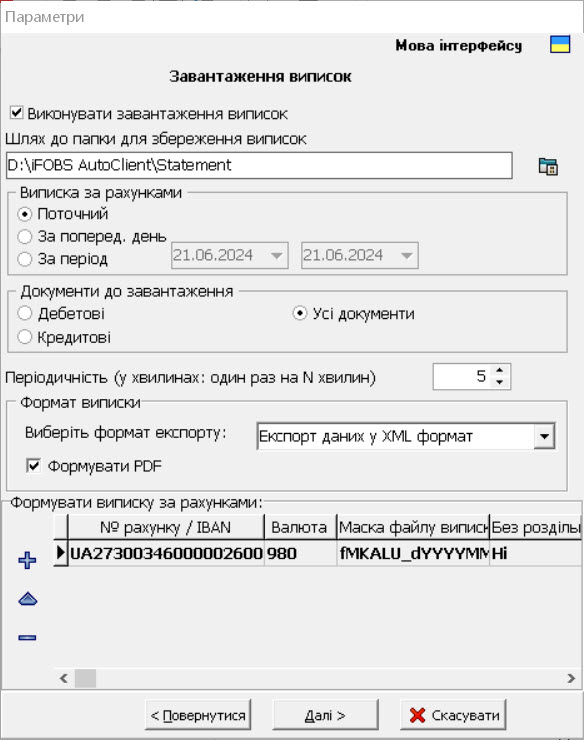 Параметри
Мова інтерфейсу
Завантаження виписок
Виконувати завантаження виписок
Шлях до папки для збереження виписок
D:\iFOBS AutoClient\Statement
Виписка за рахунками
Поточний
За поперед. день
За період 21.06.2024 21.06.2024
Документи до завантаження
Дебетові Усі документи
Кредитові
Періодичність (у хвилинах: один раз на N хвилин) 5
Формат виписки
Виберіть формат експорту: Експорт даних у XML формат
Формувати PDF
Формувати виписку за рахунками:
№ рахунку / IBAN Валюта Маска файлу виписк Без розділь
UA27300346000002600 980 fMKALU_dYYYYMM Ні
< Повернутися Далі > Скасувати